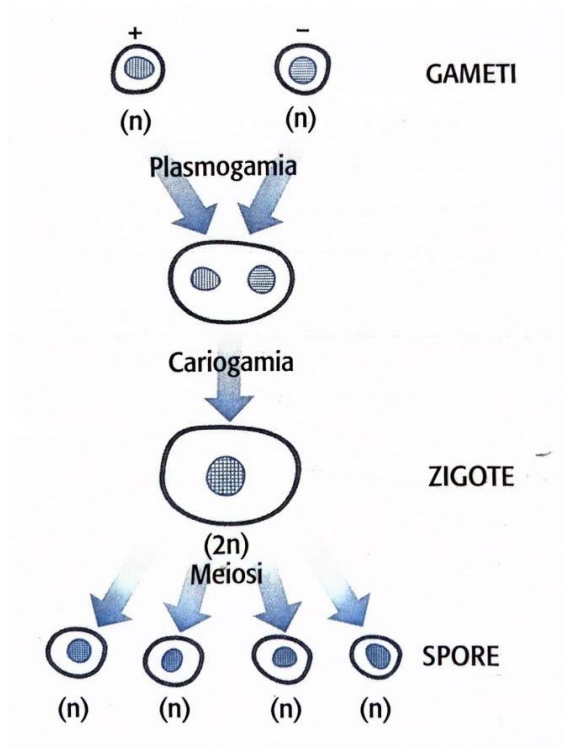 + −
GAMETI
(n) (n)
Plasmogamia
Cariogamia
ZIGOTE
(2n)
Meiosi
SPORE
(n) (n) (n) (n)